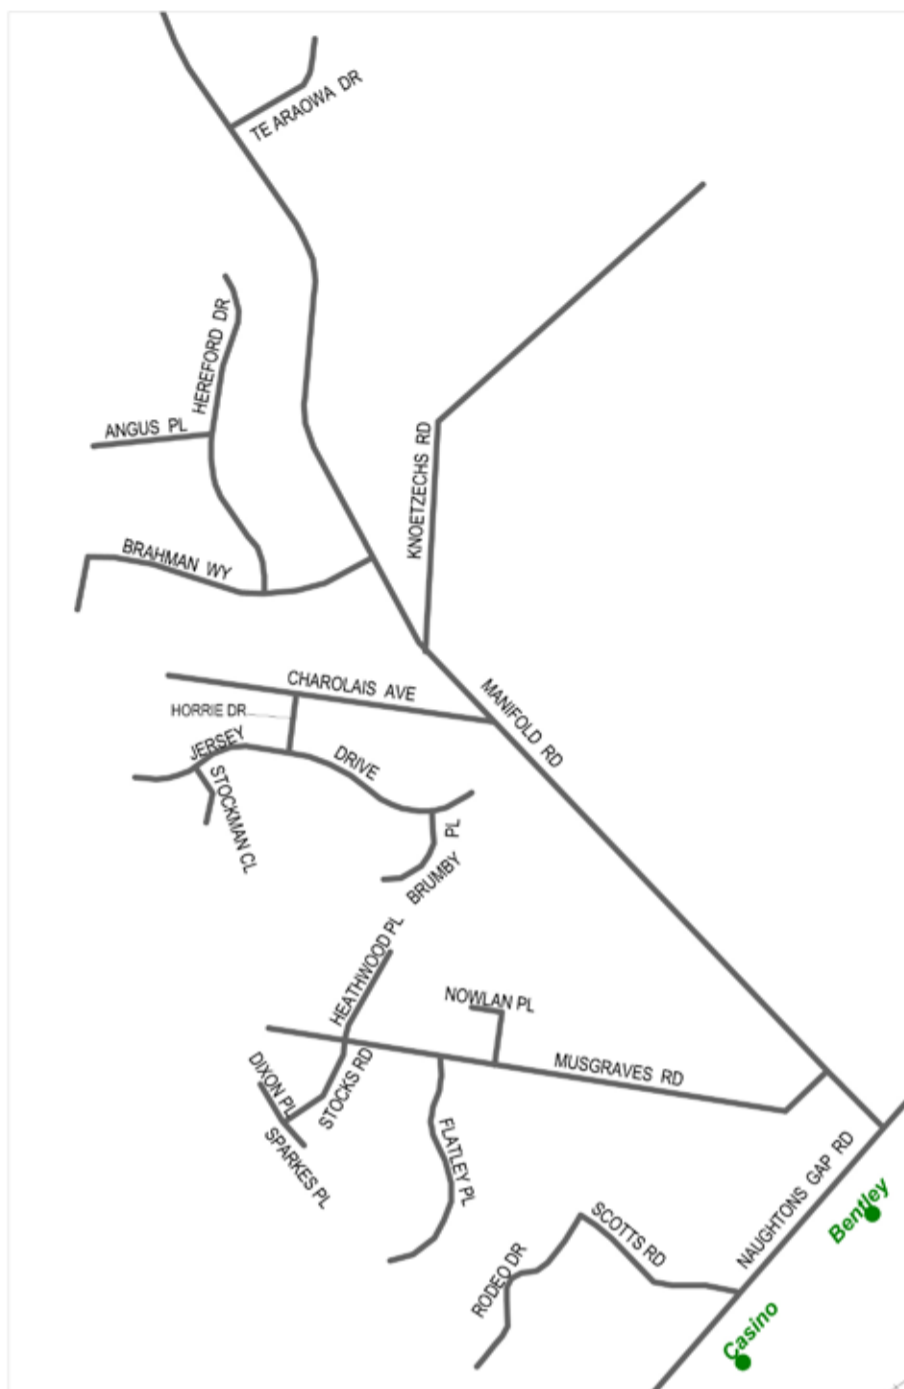 TE ARAOWA DR
HEREFORD DR
ANGUS PL
KNOETZECHS RD
BRAHMAN WY
CHAROLAIS AVE
MANIFOLD RD
HORRIE DR
JERSEY
DRIVE
STOCKMAN CL
PL
BRUMBY
HEATHWOOD PL
NOWLAN PL
MUSGRAVES RD
DIXON PL
STOCKS RD
SPARKES PL
FLATLEY PL
NAUGHTONS GAP RD
Bentley
SCOTTS RD
RODEO DR
Casino